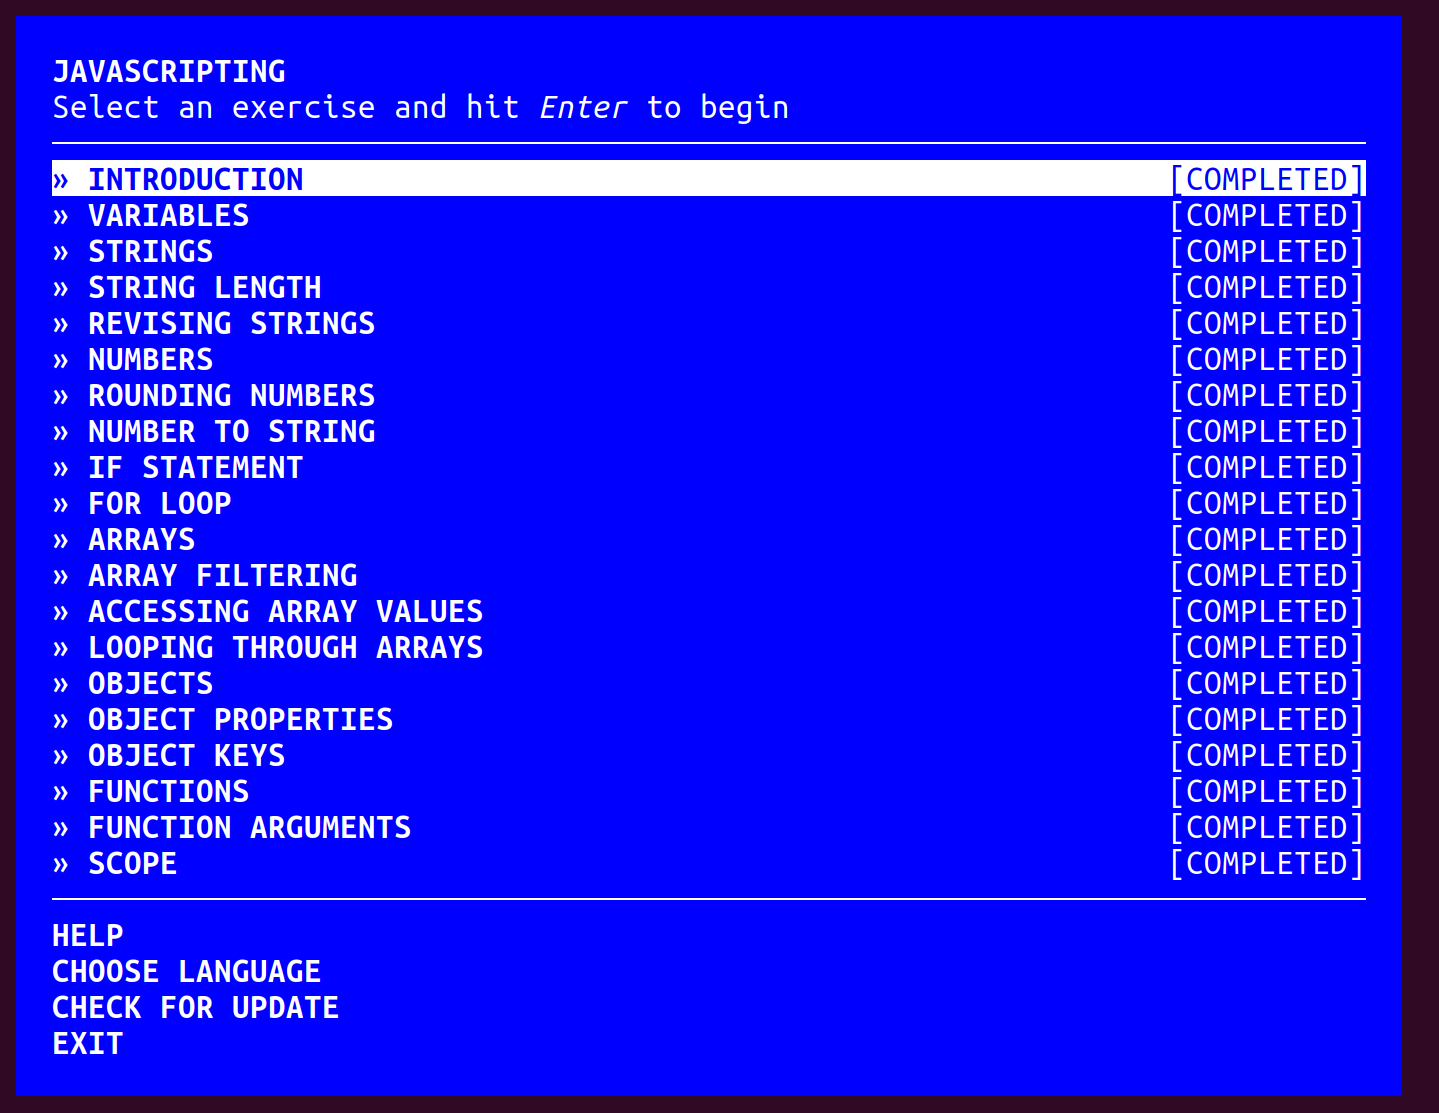 JAVASCRIPTING
Select an exercise and hit Enter to begin
» INTRODUCTION [COMPLETED]
» VARIABLES [COMPLETED]
» STRINGS [COMPLETED]
» STRING LENGTH [COMPLETED]
» REVISING STRINGS [COMPLETED]
» NUMBERS [COMPLETED]
» ROUNDING NUMBERS [COMPLETED]
» NUMBER TO STRING [COMPLETED]
» IF STATEMENT [COMPLETED]
» FOR LOOP [COMPLETED]
» ARRAYS [COMPLETED]
» ARRAY FILTERING [COMPLETED]
» ACCESSING ARRAY VALUES [COMPLETED]
» LOOPING THROUGH ARRAYS [COMPLETED]
» OBJECTS [COMPLETED]
» OBJECT PROPERTIES [COMPLETED]
» OBJECT KEYS [COMPLETED]
» FUNCTIONS [COMPLETED]
» FUNCTION ARGUMENTS [COMPLETED]
» SCOPE [COMPLETED]
HELP
CHOOSE LANGUAGE
CHECK FOR UPDATE
EXIT